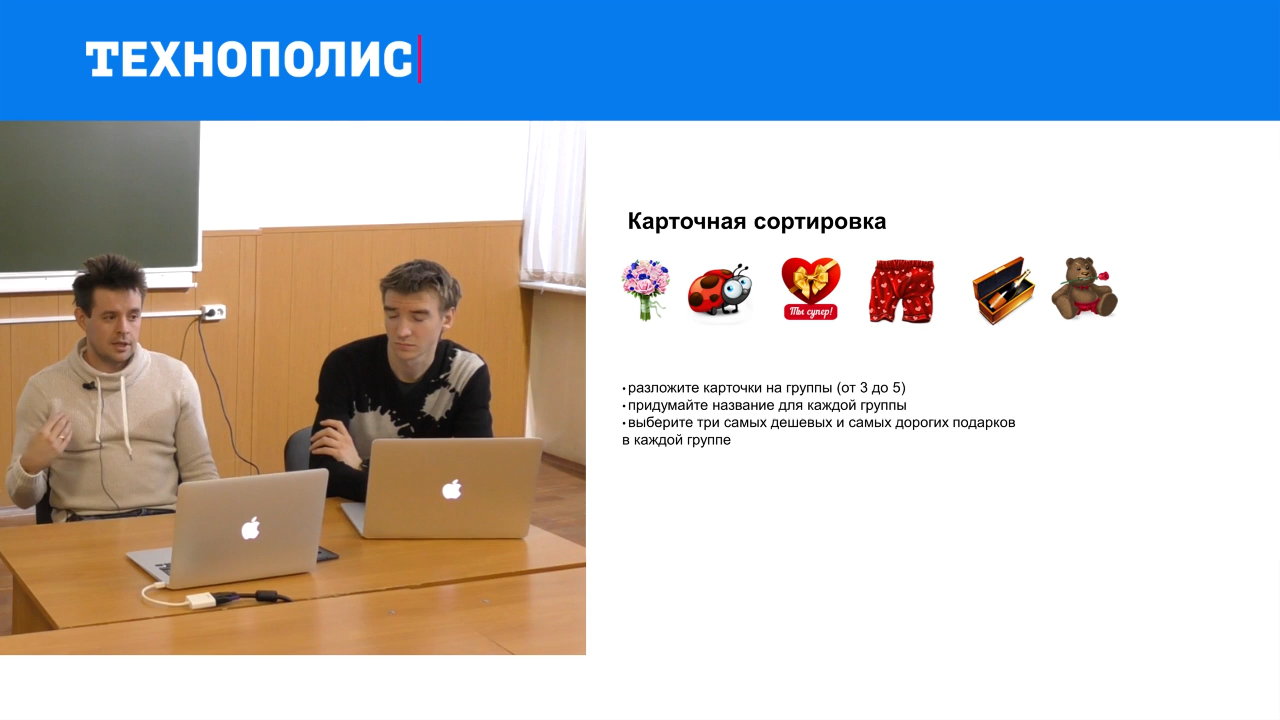 ТЕХНОПОЛИС
Карточная сортировка
Ты супер!
• разложите карточки на группы (от 3 до 5)
• придумайте название для каждой группы
• выберите три самых дешевых и самых дорогих подарков
в каждой группе